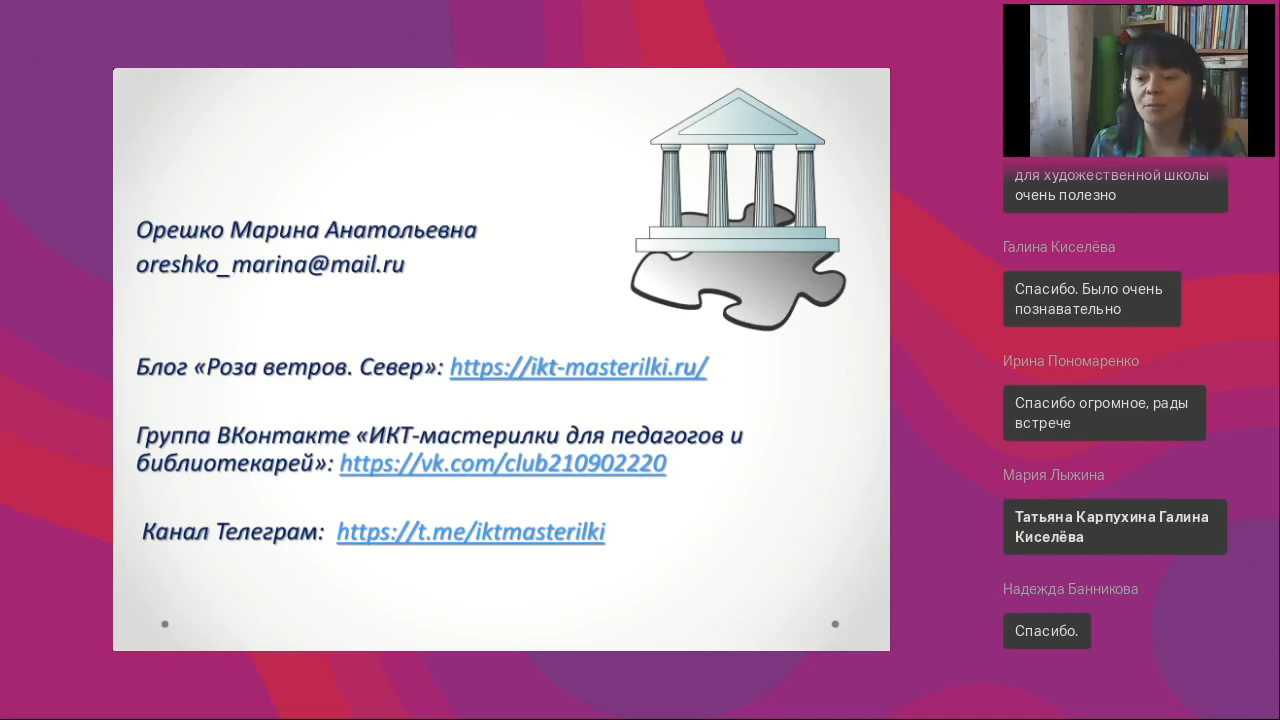 Орешко Марина Анатольевна
oreshko_marina@mail.ru
Блог «Роза ветров. Север»: https://ikt-masterilki.ru/
Группа ВКонтакте «ИКТ-мастерилки для педагогов и
библиотекарей»: https://vk.com/club210902220
Канал Телеграм: https://t.me/iktmasterilki
для художественной школы
очень полезно
Галина Киселёва
Спасибо. Было очень
познавательно
Ирина Пономаренко
Спасибо огромное, рады
встрече
Мария Лыжина
Татьяна Карпухина Галина
Киселёва
Надежда Банникова
Спасибо.